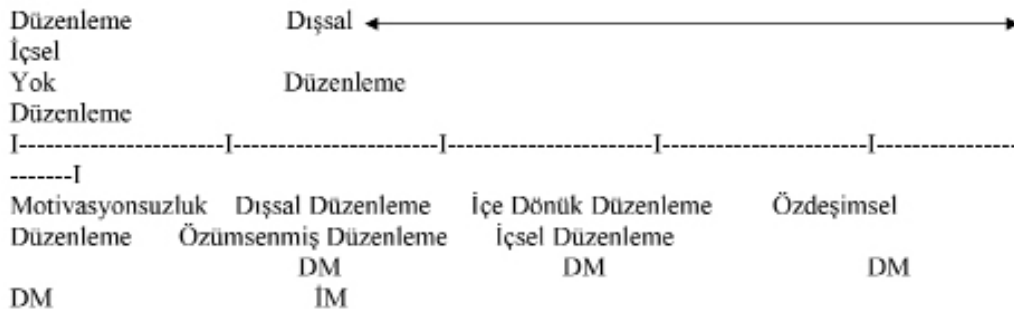 Düzenleme Dışsal
İçsel
Yok Düzenleme
Düzenleme
I-----------------------I-----------------------I-----------------------I-----------------------I----------------
-------I
Motivasyonsuzluk Dışsal Düzenleme İçe Dönük Düzenleme Özdeşimsel
Düzenleme Özümsenmiş Düzenleme İçsel Düzenleme
DM DM DM
DM İM